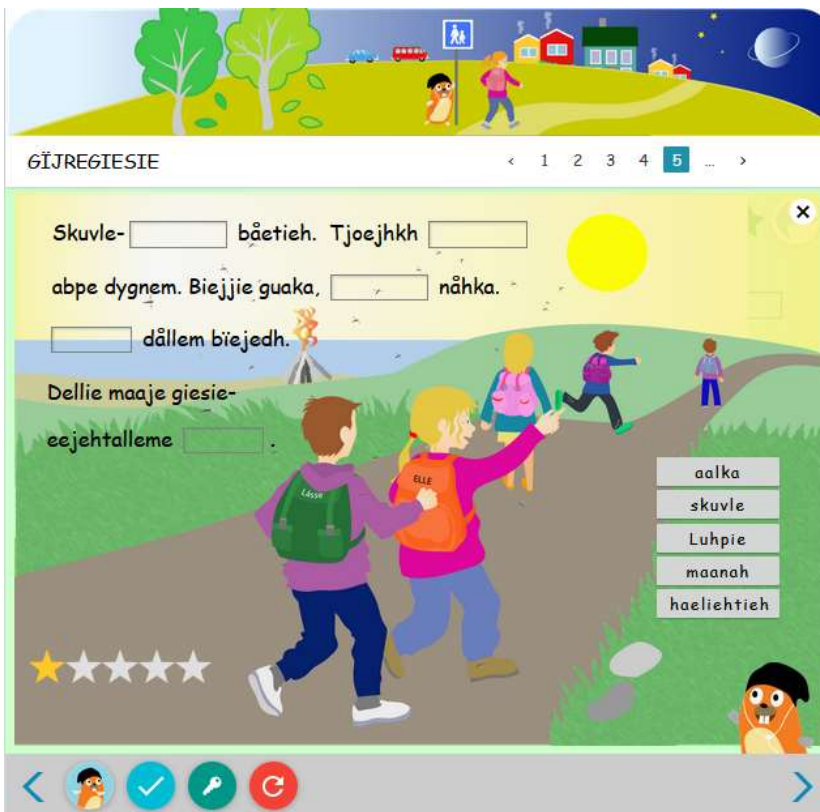 GÏJREGIESIE
‹ 1 2 3 4 5 ... ›
Skuvle- båetieh. Tjoejhkh
abpe dygnem. Biejjie guaka, nåhka.
dållem bïejedh.
Dellie maaje giesie-
eejehtalleme .
Lásse
ELLE
aalka
skuvle
Luhpie
maanah
haeliehtieh